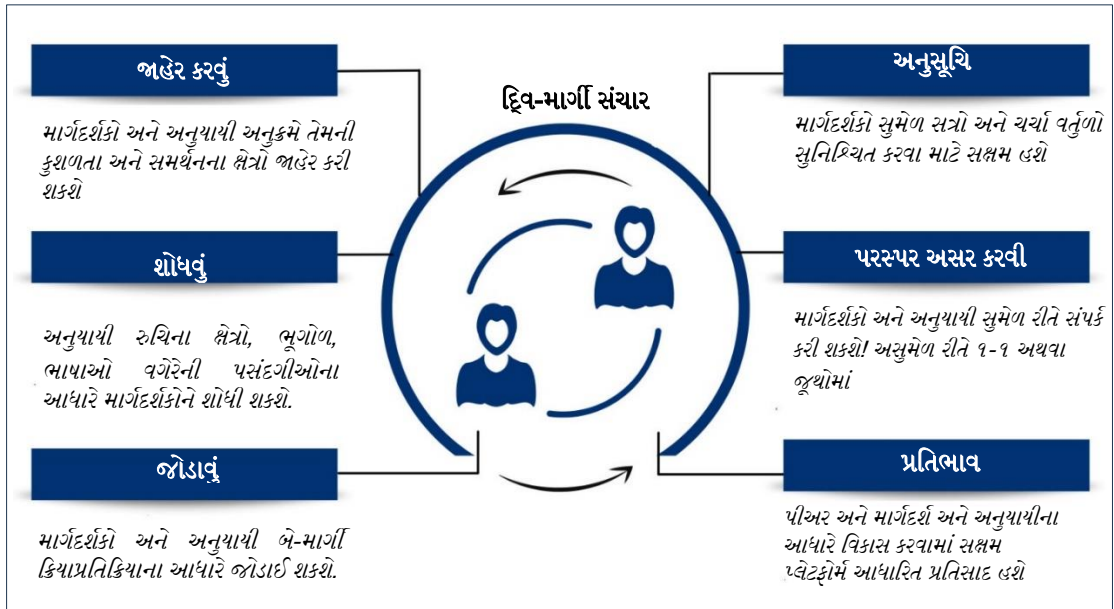 જાહેર કરવું
માર્ગદર્શકો અને અનુયાયી અનુક્રમે તેમની
કુશળતા અને સમર્થનના ક્ષેત્રો જાહેર કરી
શકશે
શોધવું
અનુયાયી રુચિના ક્ષેત્રો, ભૂગોળ,
ભાષાઓ વગેરેની પસંદગીઓના
આધારે માર્ગદર્શકોને શોધી શકશે.
જોડાવું
માર્ગદર્શકો અને અનુયાયી બે-માર્ગી
ક્રિયાપ્રતિક્રિયાના આધારે જોડાઈ શકશે.
દ્વિ-માર્ગી સંચાર
અનુસૂચિ
માર્ગદર્શકો સુમેળ સત્રો અને ચર્ચા વર્તુળો
સુનિશ્ચિત કરવા માટે સક્ષમ હશે
પરસ્પર અસર કરવી
માર્ગદર્શકો અને અનુયાયી સુમેળ રીતે સંપર્ક
કરી શકશે! અસુમેળ રીતે ૧-૧ અથવા
જૂથોમાં
પ્રતિભાવ
પીઅર અને માર્ગદર્શ અને અનુયાયીના
આધારે વિકાસ કરવામાં સક્ષમ
પ્લેટફોર્મ આધારિત પ્રતિસાદ હશે